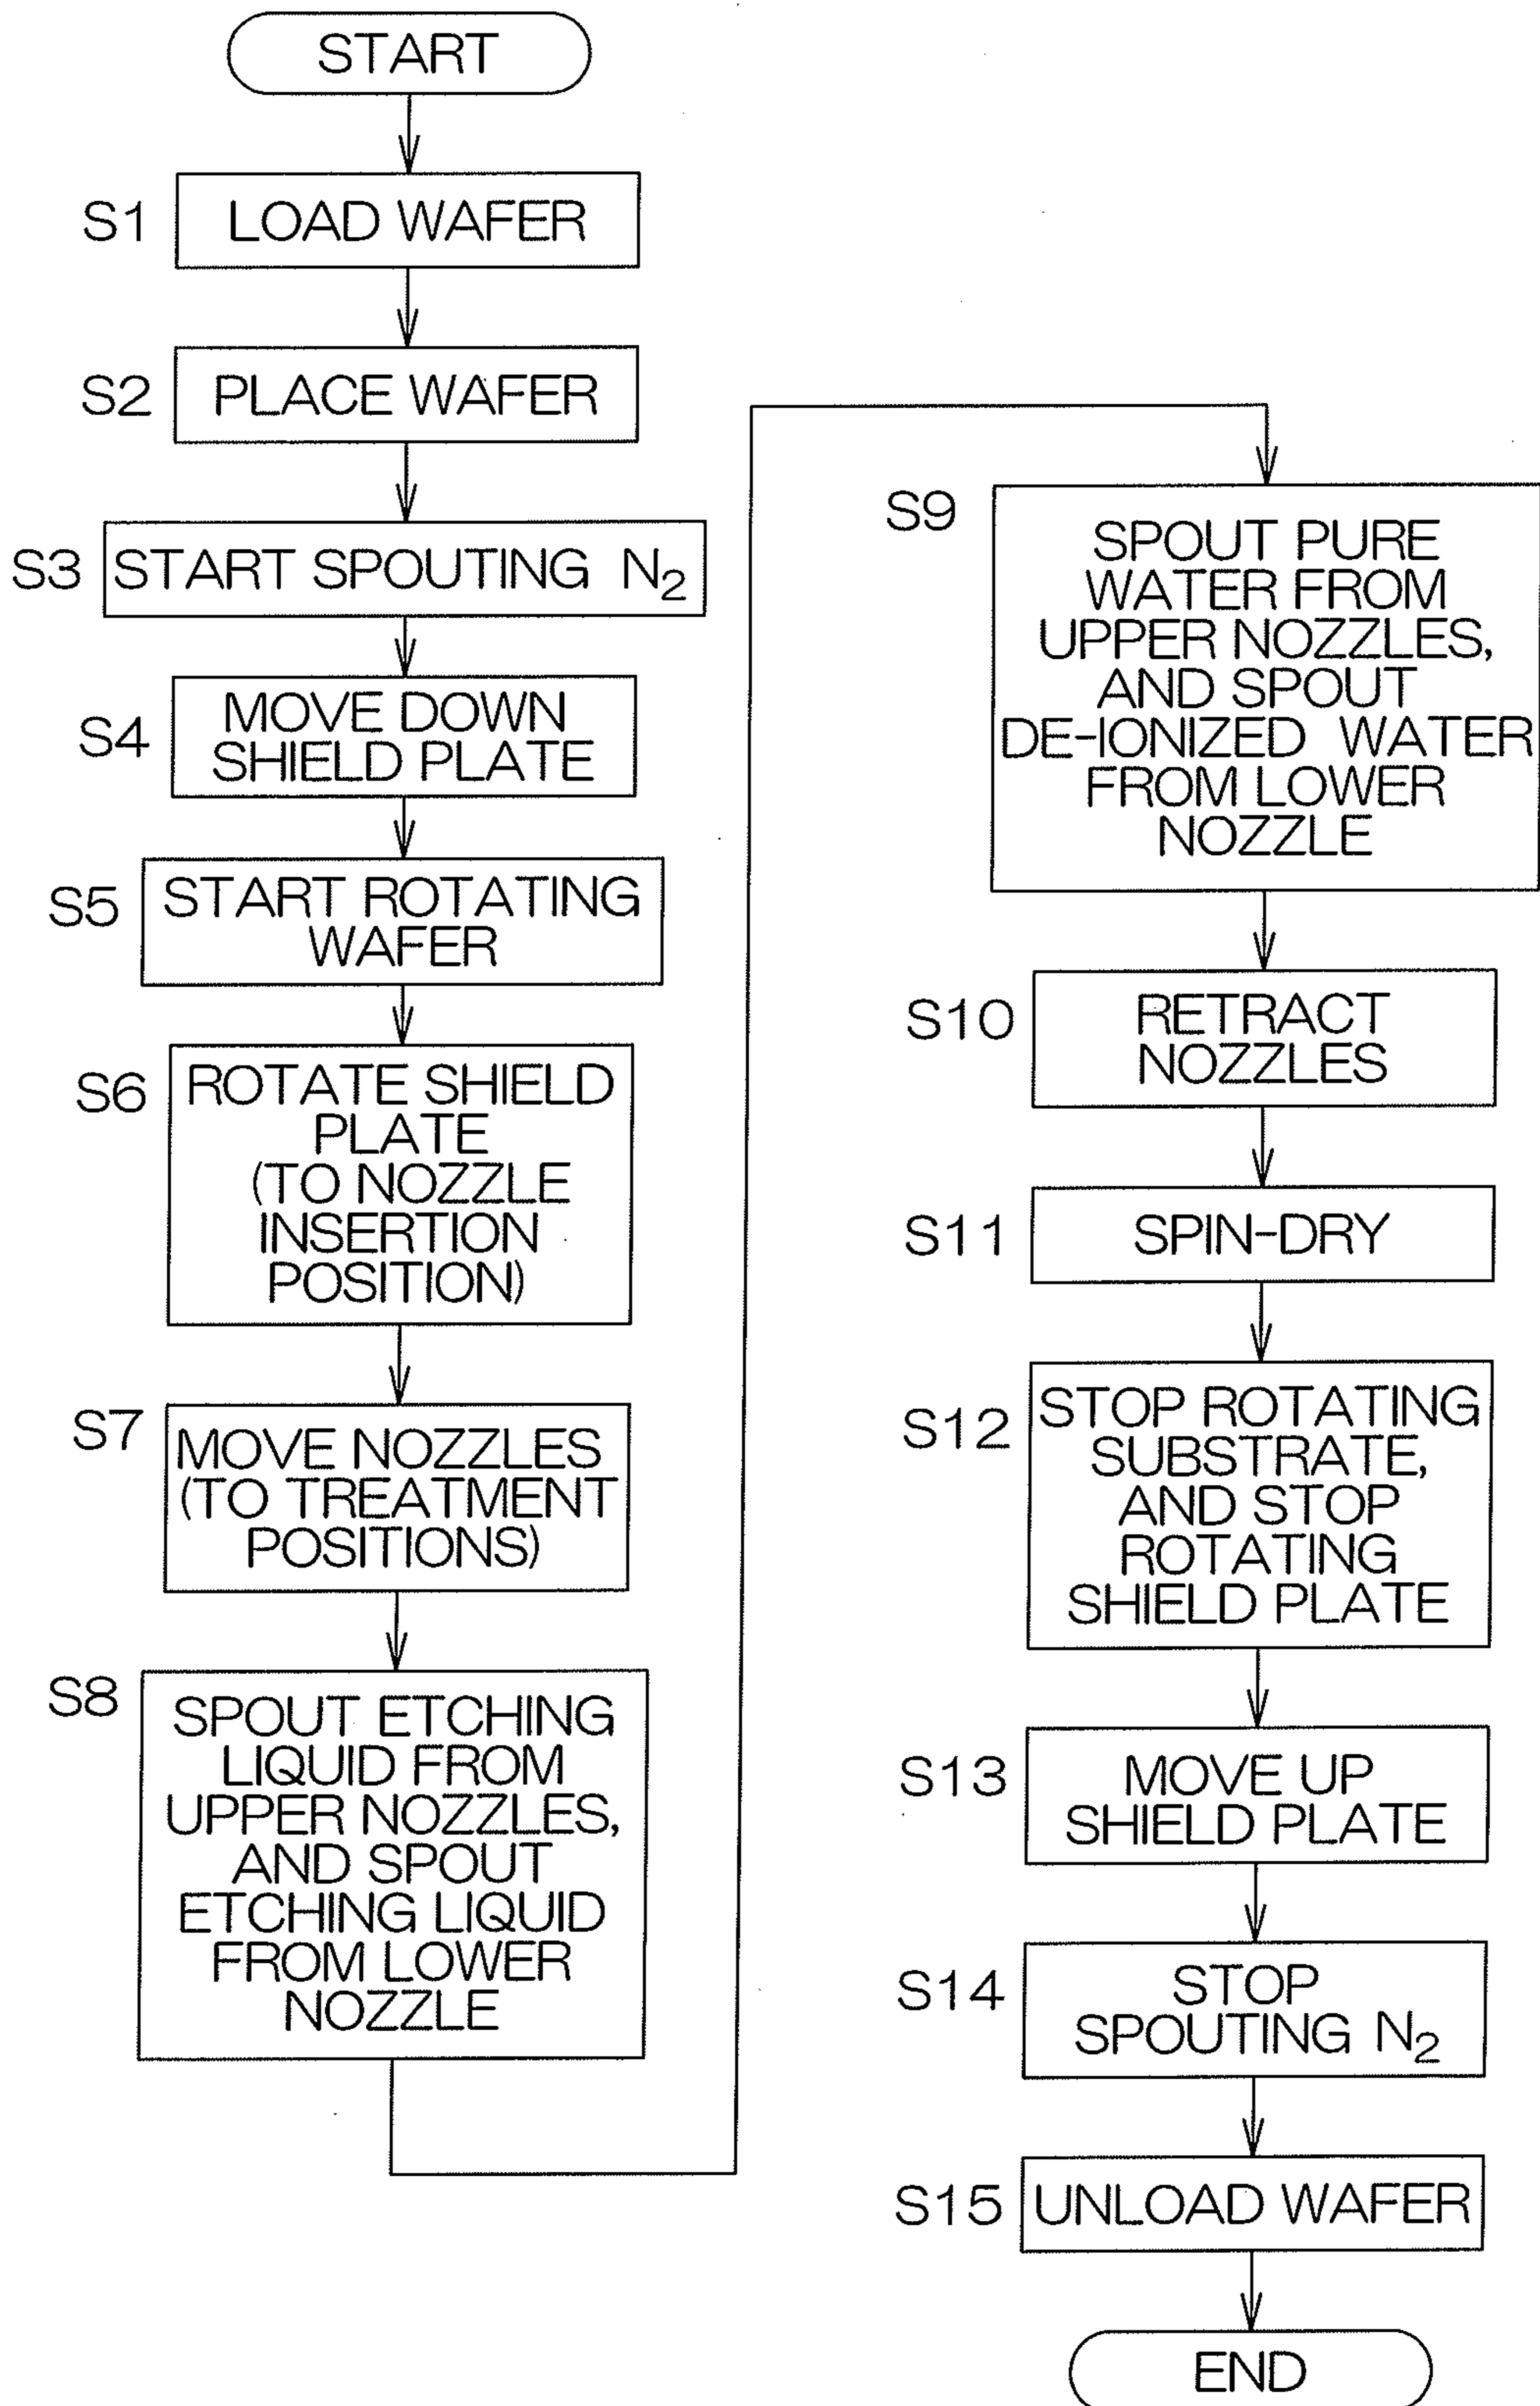 START
S1
LOAD WAFER
S2
PLACE WAFER
S3
START SPOUTING N₂
S4
MOVE DOWN
SHIELD PLATE
S5
START ROTATING
WAFER
S6
ROTATE SHIELD
PLATE
(TO NOZZLE
INSERTION
POSITION)
S7
MOVE NOZZLES
(TO TREATMENT
POSITIONS)
S8
SPOUT ETCHING
LIQUID FROM
UPPER NOZZLES,
AND SPOUT
ETCHING LIQUID
FROM LOWER
NOZZLE
S9
SPOUT PURE
WATER FROM
UPPER NOZZLES,
AND SPOUT
DE-IONIZED WATER
FROM LOWER
NOZZLE
S10
RETRACT
NOZZLES
S11
SPIN-DRY
S12
STOP ROTATING
SUBSTRATE,
AND STOP
ROTATING
SHIELD PLATE
S13
MOVE UP
SHIELD PLATE
S14
STOP
SPOUTING N₂
S15
UNLOAD WAFER
END